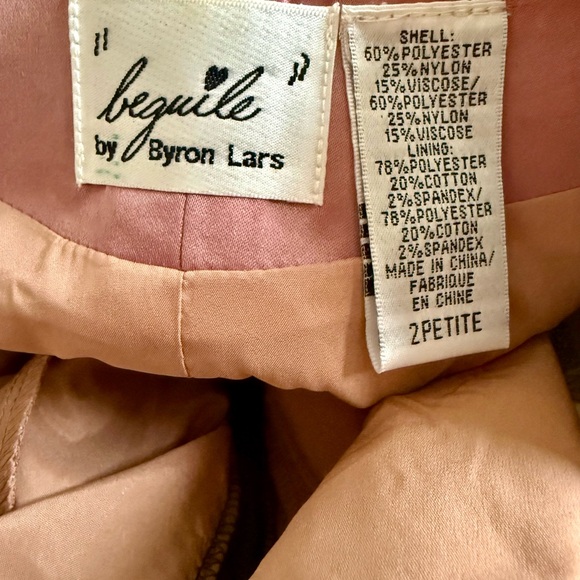 "beguile"
by Byron Lars
SHELL:
60%POLYESTER
25%NYLON
15%VISCOSE/
60%POLYESTER
25%NYLON
15%VISCOSE
LINING:
78%POLYESTER
20%COTTON
2%SPANDEX/
78%POLYESTER
20%COTON
2%SPANDEX
MADE IN CHINA/
FABRIQUE
EN CHINE
2PETITE